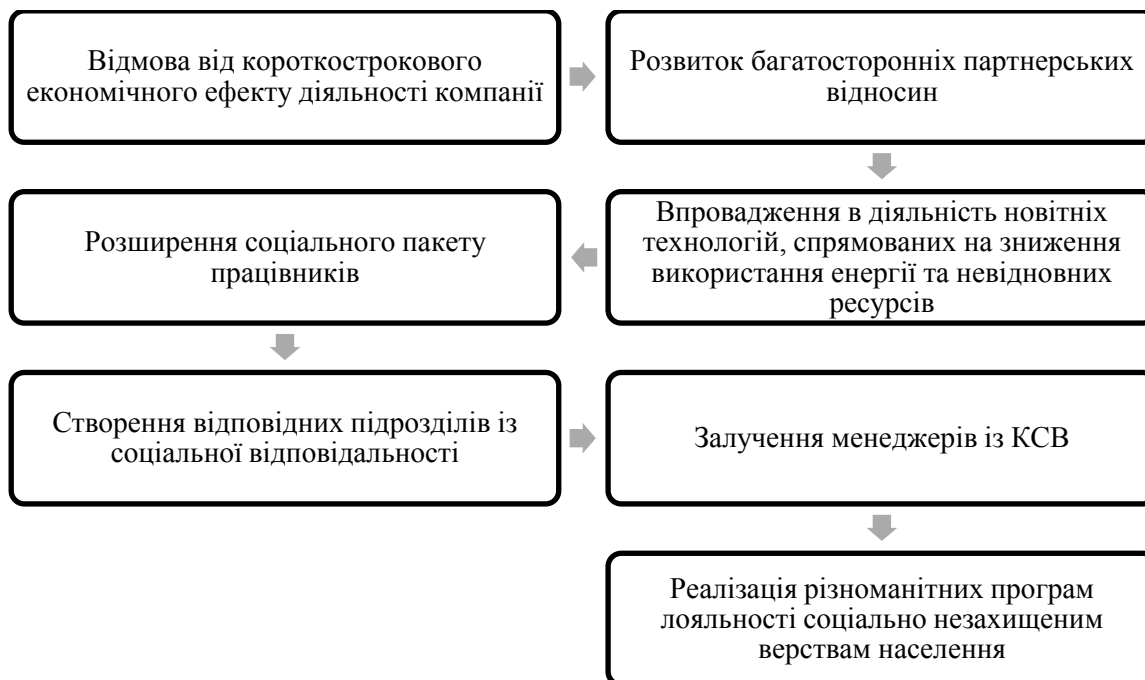 Відмова від короткострокового
економічного ефекту діяльності компанії
Розвиток багатосторонніх партнерських
відносин
Впровадження в діяльність новітніх
технологій, спрямованих на зниження
використання енергії та невідновних
ресурсів
Розширення соціального пакету
працівників
Створення відповідних підрозділів із
соціальної відповідальності
Залучення менеджерів із КСВ
Реалізація різноманітних програм
лояльності соціально незахищеним
верствам населення